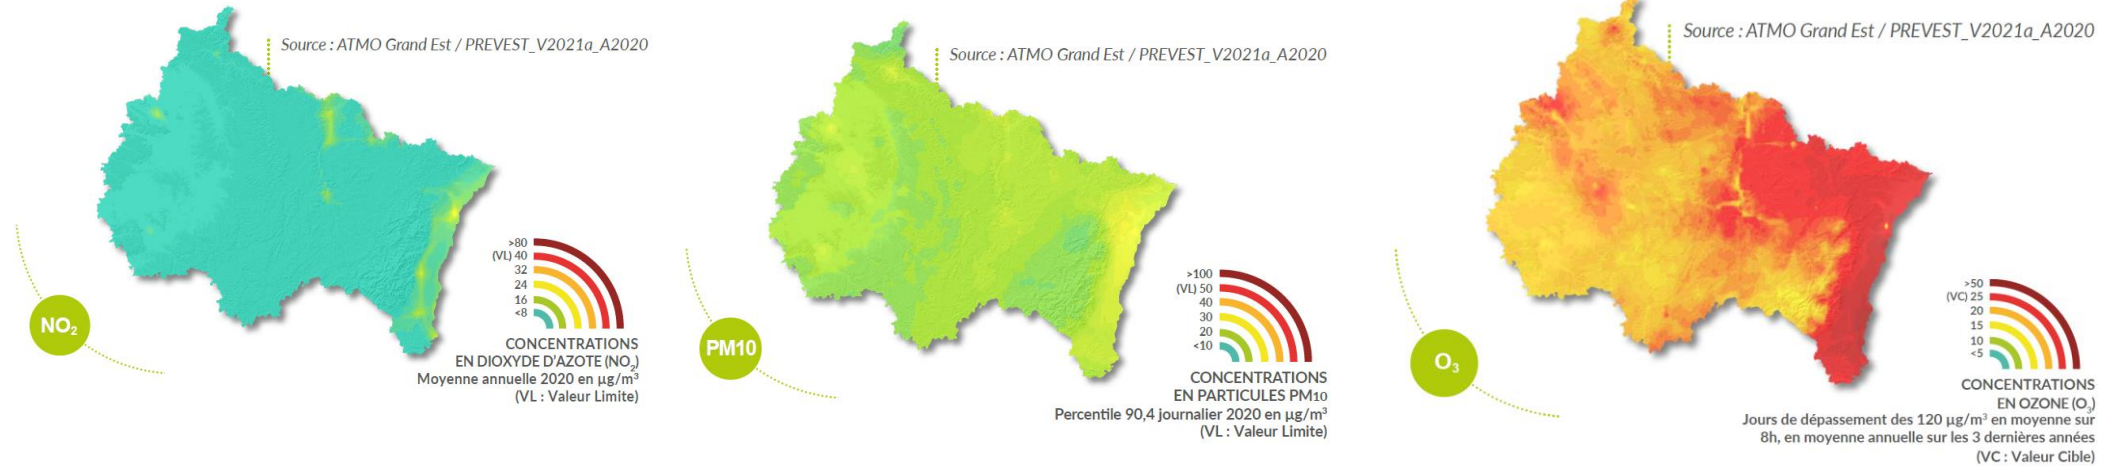 Source : ATMO Grand Est / PREVEST_V2021a_A2020
>80
(VL) 40
32
24
16
<8
NO₂
CONCENTRATIONS
EN DIOXYDE D'AZOTE (NO₂)
Moyenne annuelle 2020 en µg/m³
(VL : Valeur Limite)
Source : ATMO Grand Est / PREVEST_V2021a_A2020
>100
(VL) 50
40
30
20
<10
PM10
CONCENTRATIONS
EN PARTICULES PM10
Percentile 90,4 journalier 2020 en µg/m³
(VL : Valeur Limite)
Source : ATMO Grand Est / PREVEST_V2021a_A2020
>50
(VC) 25
20
15
10
<5
O₃
CONCENTRATIONS
EN OZONE (O₃)
Jours de dépassement des 120 µg/m³ en moyenne sur
8h, en moyenne annuelle sur les 3 dernières années
(VC : Valeur Cible)